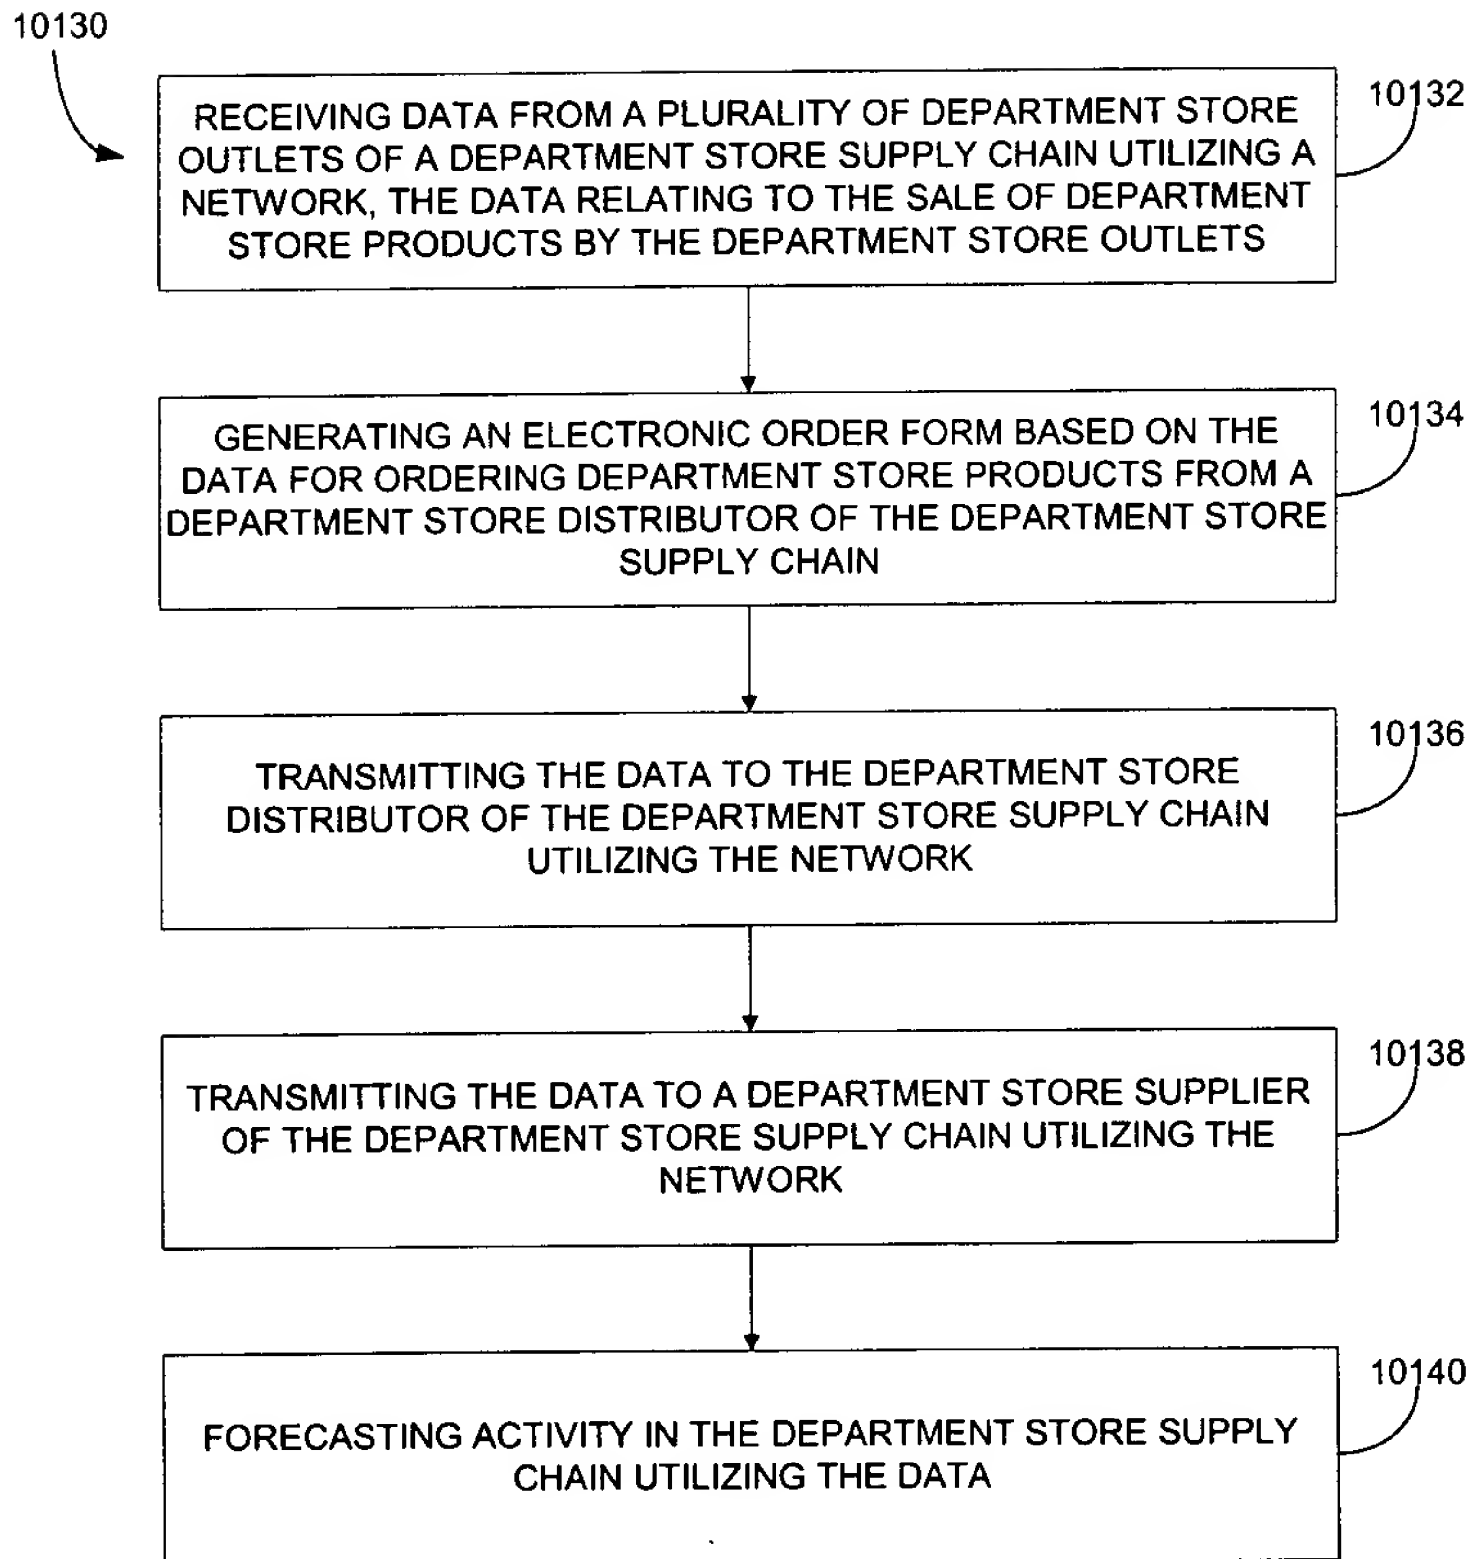 10130
10132
RECEIVING DATA FROM A PLURALITY OF DEPARTMENT STORE
OUTLETS OF A DEPARTMENT STORE SUPPLY CHAIN UTILIZING A
NETWORK, THE DATA RELATING TO THE SALE OF DEPARTMENT
STORE PRODUCTS BY THE DEPARTMENT STORE OUTLETS
10134
GENERATING AN ELECTRONIC ORDER FORM BASED ON THE
DATA FOR ORDERING DEPARTMENT STORE PRODUCTS FROM A
DEPARTMENT STORE DISTRIBUTOR OF THE DEPARTMENT STORE
SUPPLY CHAIN
10136
TRANSMITTING THE DATA TO THE DEPARTMENT STORE
DISTRIBUTOR OF THE DEPARTMENT STORE SUPPLY CHAIN
UTILIZING THE NETWORK
10138
TRANSMITTING THE DATA TO A DEPARTMENT STORE SUPPLIER
OF THE DEPARTMENT STORE SUPPLY CHAIN UTILIZING THE
NETWORK
10140
FORECASTING ACTIVITY IN THE DEPARTMENT STORE SUPPLY
CHAIN UTILIZING THE DATA